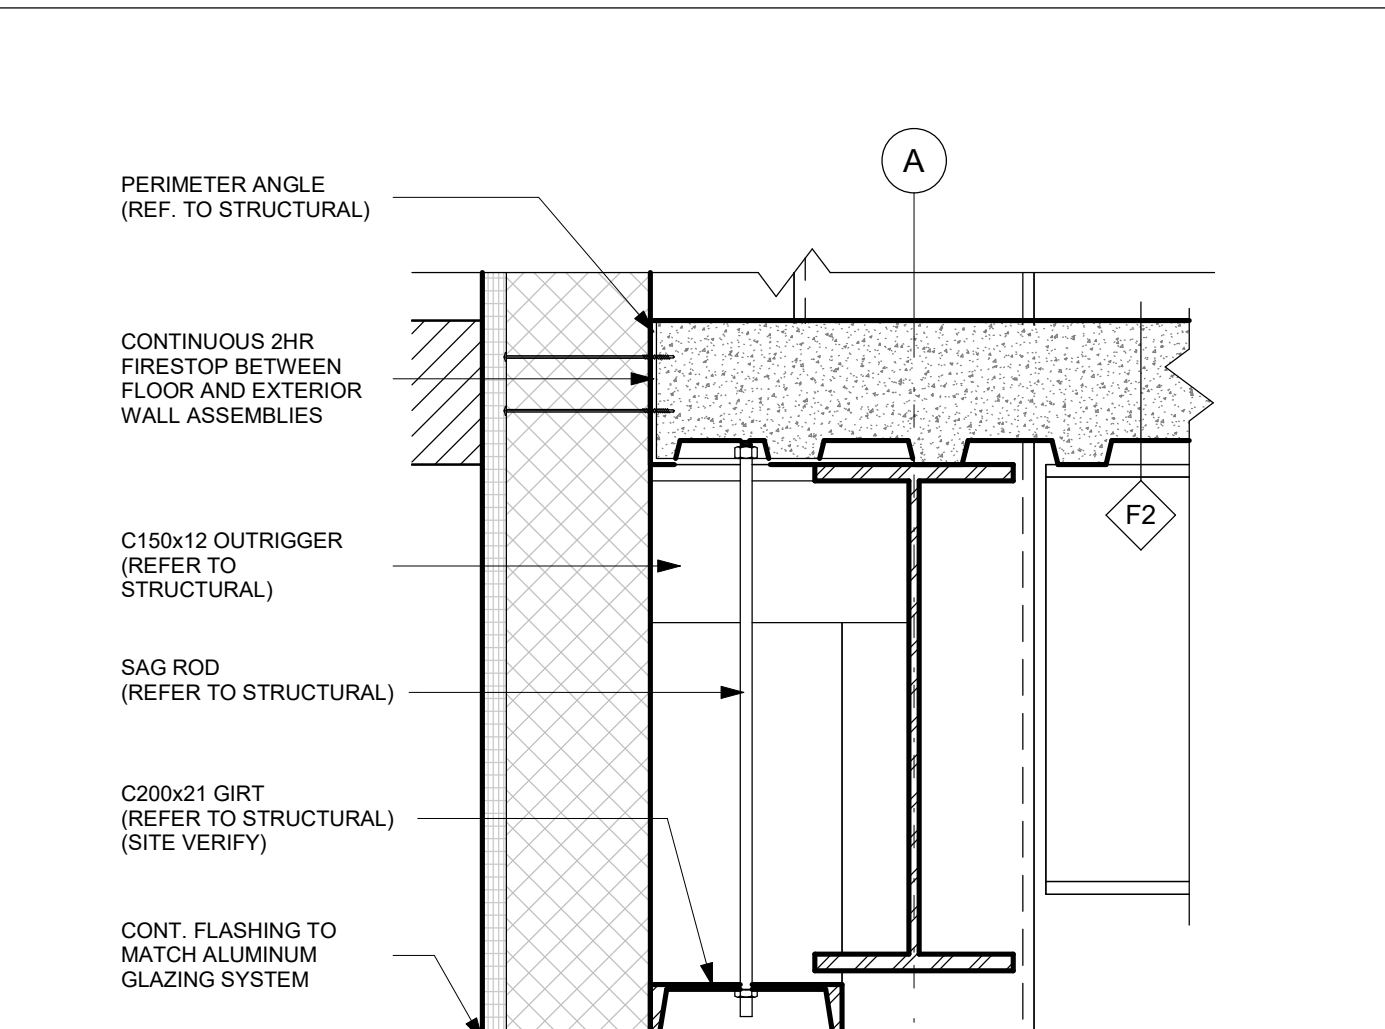 A
PERIMETER ANGLE
(REF. TO STRUCTURAL)
CONTINUOUS 2HR
FIRESTOP BETWEEN
FLOOR AND EXTERIOR
WALL ASSEMBLIES
F2
C150x12 OUTRIGGER
(REFER TO
STRUCTURAL)
SAG ROD
(REFER TO STRUCTURAL)
C200x21 GIRT
(REFER TO STRUCTURAL)
(SITE VERIFY)
CONT. FLASHING TO
MATCH ALUMINUM
GLAZING SYSTEM